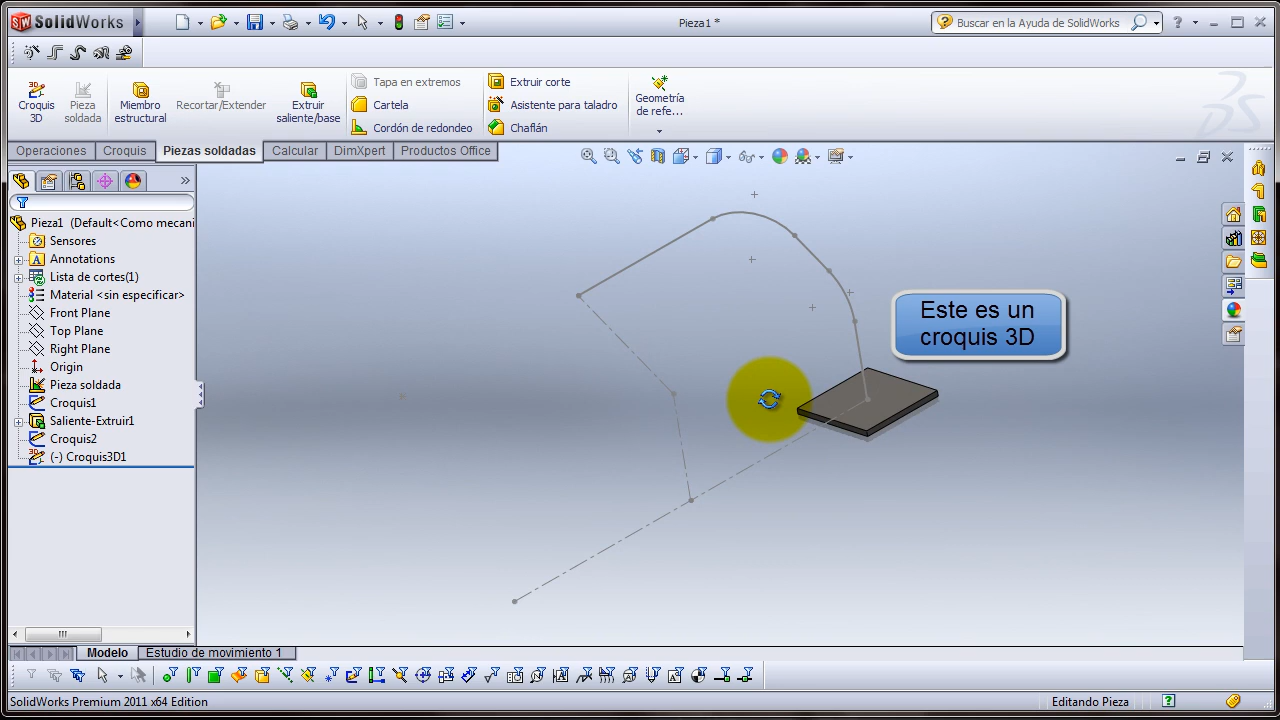 SolidWorks
Pieza1 *
Buscar en la Ayuda de SolidWorks
Croquis 3D
Pieza soldada
Miembro estructural
Recortar/Extender
Extruir saliente/base
Tapa en extremos
Cartela
Cordón de redondeo
Extruir corte
Asistente para taladro
Chaflán
Geometría de refe...
Operaciones
Croquis
Piezas soldadas
Calcular
DimXpert
Productos Office
Pieza1 (Default<Como mecani
Sensores
Annotations
Lista de cortes(1)
Material <sin especificar>
Front Plane
Top Plane
Right Plane
Origin
Pieza soldada
Croquis1
Saliente-Extruir1
Croquis2
(-) Croquis3D1
Este es un
croquis 3D
Modelo
Estudio de movimiento 1
SolidWorks Premium 2011 x64 Edition
Editando Pieza